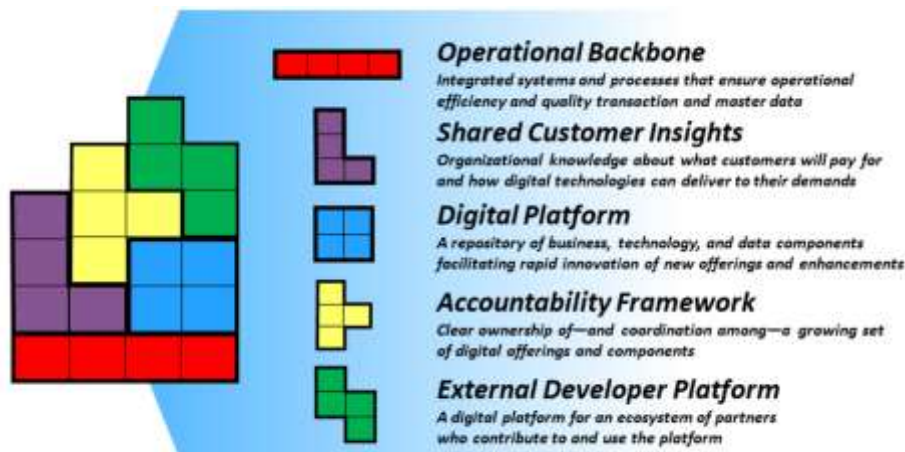 Operational Backbone
Integrated systems and processes that ensure operational
efficiency and quality transaction and master data
Shared Customer Insights
Organizational knowledge about what customers will pay for
and how digital technologies can deliver to their demands
Digital Platform
A repository of business, technology, and data components
facilitating rapid innovation of new offerings and enhancements
Accountability Framework
Clear ownership of—and coordination among—a growing set
of digital offerings and components
External Developer Platform
A digital platform for an ecosystem of partners
who contribute to and use the platform